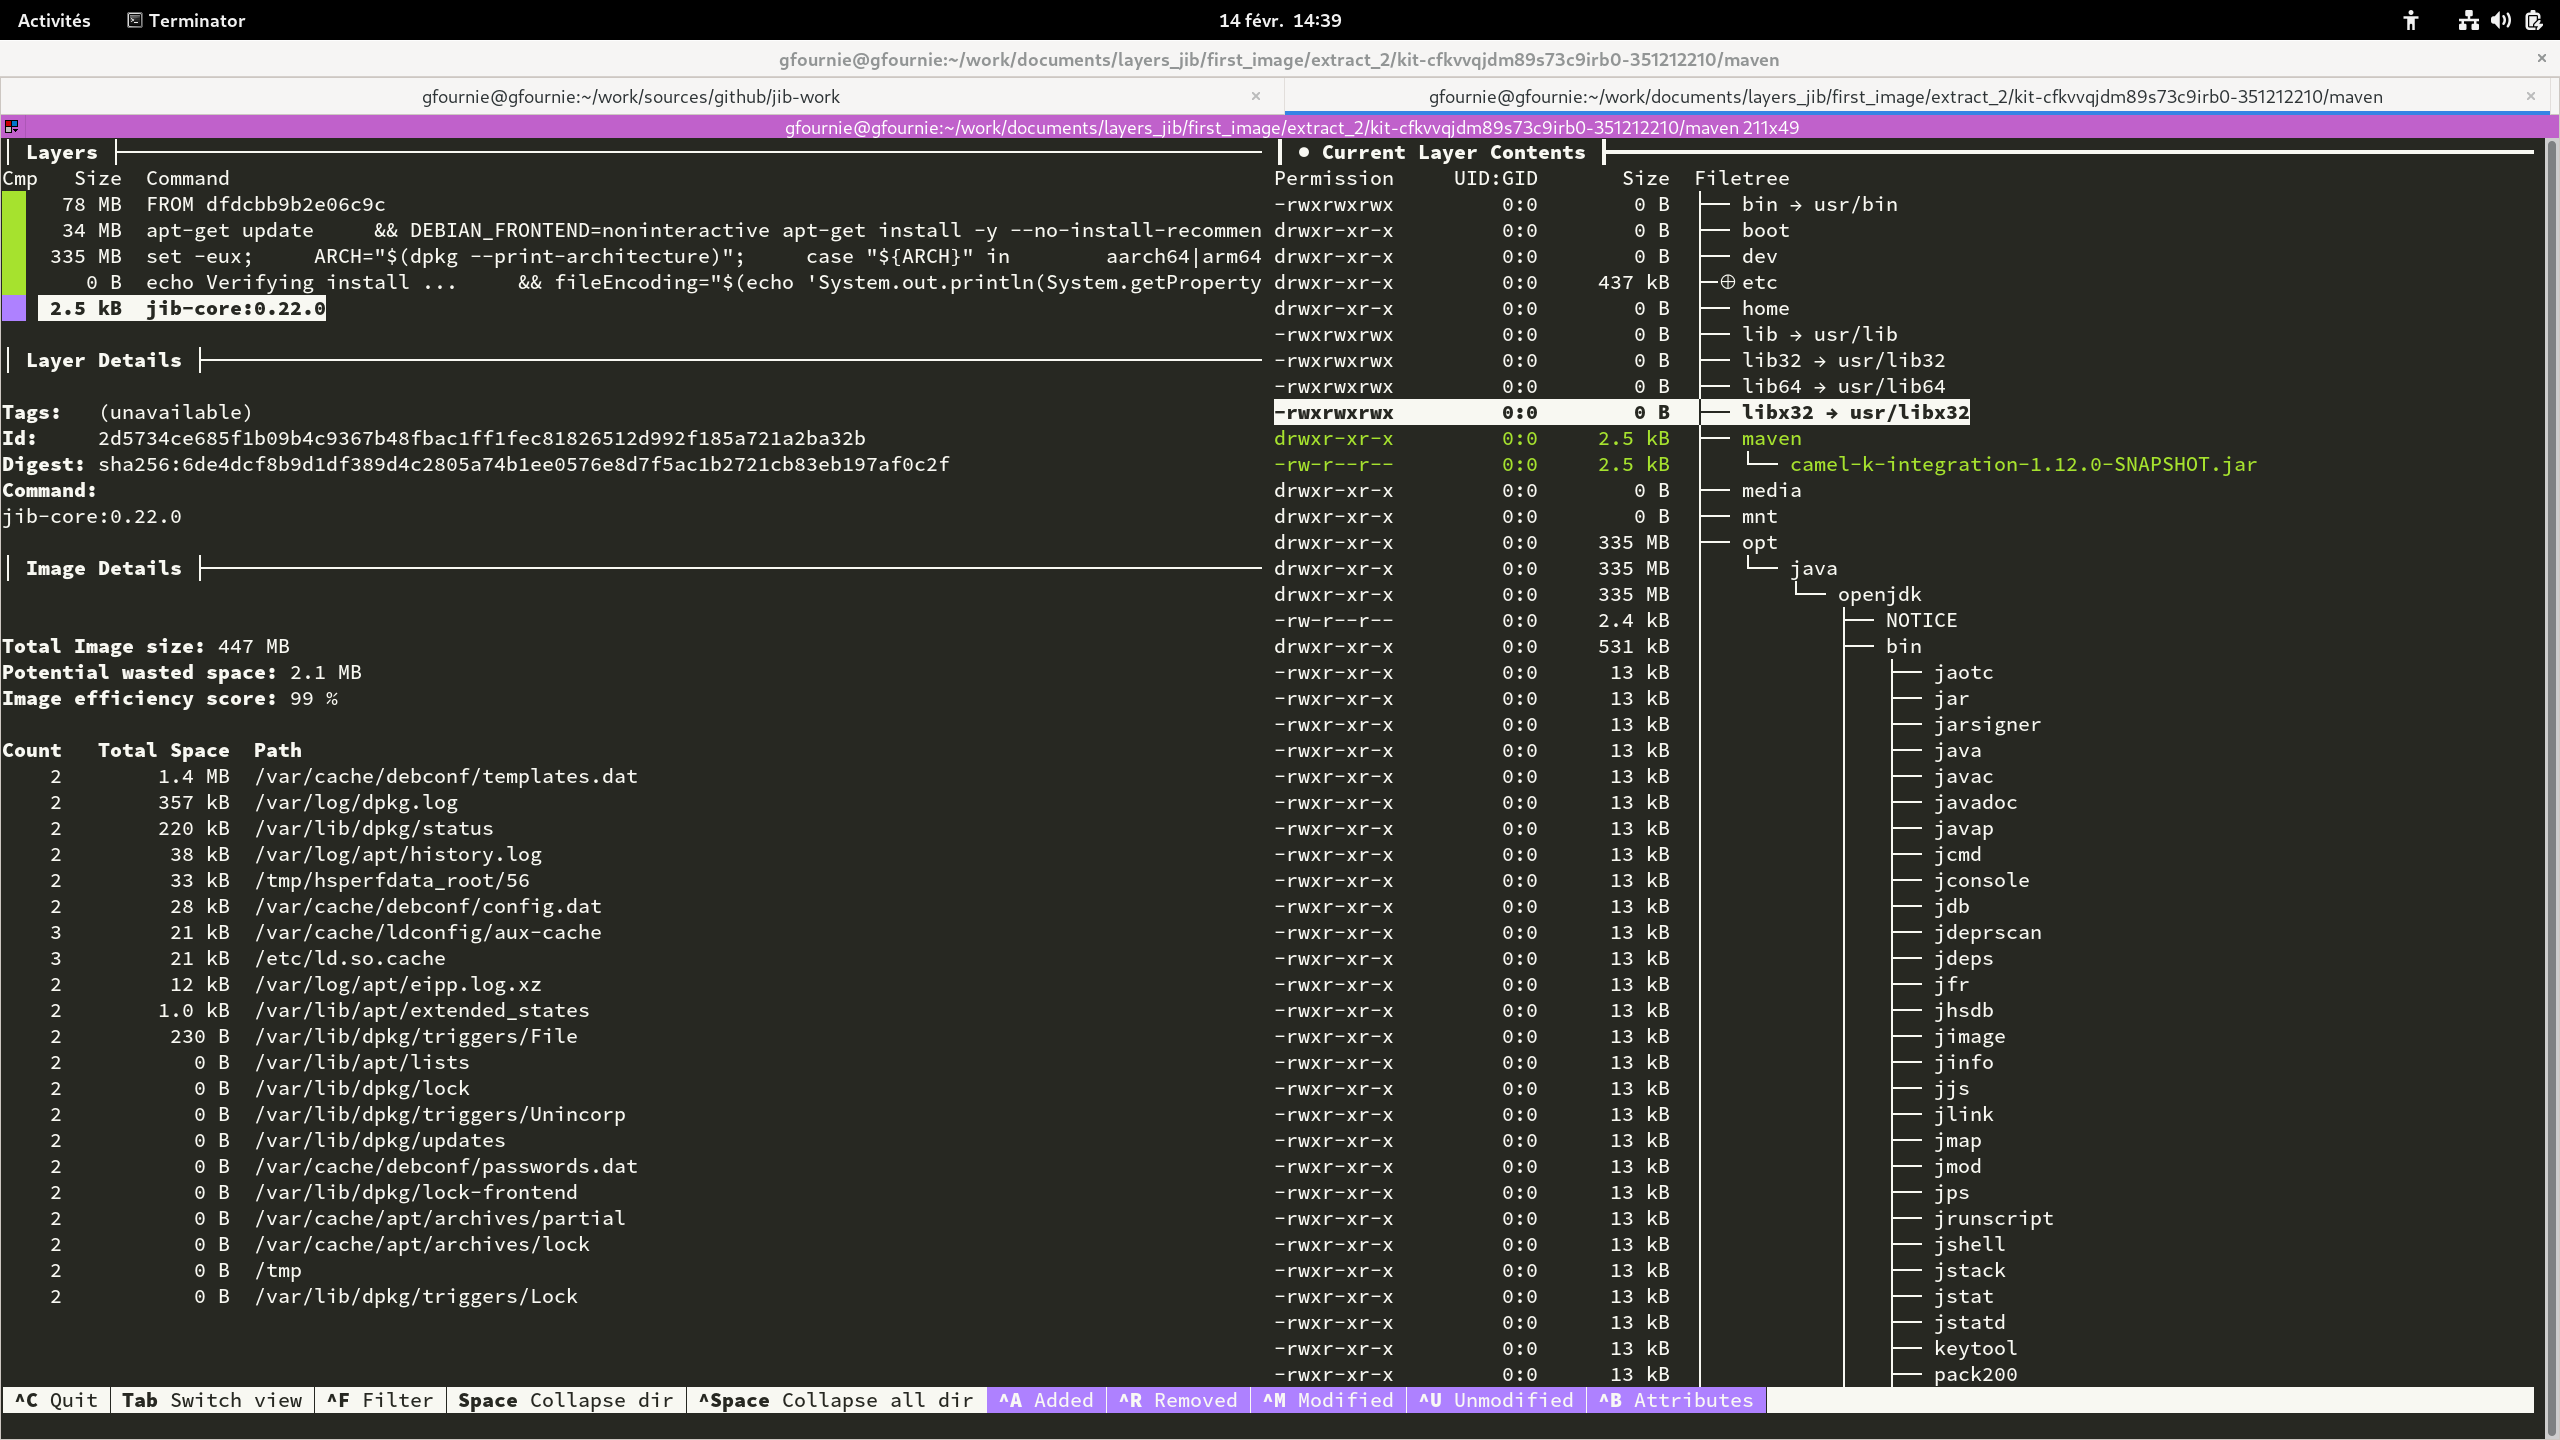 Activités
Terminator
14 févr.  14:39
gfournie@gfournie:~/work/documents/layers_jib/first_image/extract_2/kit-cfkvvqjdm89s73c9irb0-351212210/maven
×
gfournie@gfournie:~/work/sources/github/jib-work
×
gfournie@gfournie:~/work/documents/layers_jib/first_image/extract_2/kit-cfkvvqjdm89s73c9irb0-351212210/maven
×
gfournie@gfournie:~/work/documents/layers_jib/first_image/extract_2/kit-cfkvvqjdm89s73c9irb0-351212210/maven 211x49
Layers
Cmp   Size  Command
78 MB  FROM dfdcbb9b2e06c9c
34 MB  apt-get update     && DEBIAN_FRONTEND=noninteractive apt-get install -y --no-install-recommen
335 MB  set -eux;     ARCH="$(dpkg --print-architecture)";     case "${ARCH}" in        aarch64|arm64
0 B  echo Verifying install ...     && fileEncoding="$(echo 'System.out.println(System.getProperty
2.5 kB  jib-core:0.22.0
Layer Details
Tags:   (unavailable)
Id:     2d5734ce685f1b09b4c9367b48fbac1ff1fec81826512d992f185a721a2ba32b
Digest: sha256:6de4dcf8b9d1df389d4c2805a74b1ee0576e8d7f5ac1b2721cb83eb197af0c2f
Command:
jib-core:0.22.0
Image Details
Total Image size: 447 MB
Potential wasted space: 2.1 MB
Image efficiency score: 99 %
Count   Total Space  Path
2        1.4 MB  /var/cache/debconf/templates.dat
2        357 kB  /var/log/dpkg.log
2        220 kB  /var/lib/dpkg/status
2         38 kB  /var/log/apt/history.log
2         33 kB  /tmp/hsperfdata_root/56
2         28 kB  /var/cache/debconf/config.dat
3         21 kB  /var/cache/ldconfig/aux-cache
3         21 kB  /etc/ld.so.cache
2         12 kB  /var/log/apt/eipp.log.xz
2        1.0 kB  /var/lib/apt/extended_states
2         230 B  /var/lib/dpkg/triggers/File
2           0 B  /var/lib/apt/lists
2           0 B  /var/lib/dpkg/lock
2           0 B  /var/lib/dpkg/triggers/Unincorp
2           0 B  /var/lib/dpkg/updates
2           0 B  /var/cache/debconf/passwords.dat
2           0 B  /var/lib/dpkg/lock-frontend
2           0 B  /var/cache/apt/archives/partial
2           0 B  /var/cache/apt/archives/lock
2           0 B  /tmp
2           0 B  /var/lib/dpkg/triggers/Lock
● Current Layer Contents
Permission     UID:GID       Size  Filetree
-rwxrwxrwx         0:0        0 B  bin → usr/bin
drwxr-xr-x         0:0        0 B  boot
drwxr-xr-x         0:0        0 B  dev
drwxr-xr-x         0:0     437 kB  ⊕ etc
drwxr-xr-x         0:0        0 B  home
-rwxrwxrwx         0:0        0 B  lib → usr/lib
-rwxrwxrwx         0:0        0 B  lib32 → usr/lib32
-rwxrwxrwx         0:0        0 B  lib64 → usr/lib64
-rwxrwxrwx         0:0        0 B  libx32 → usr/libx32
drwxr-xr-x         0:0     2.5 kB  maven
-rw-r--r--         0:0     2.5 kB  camel-k-integration-1.12.0-SNAPSHOT.jar
drwxr-xr-x         0:0        0 B  media
drwxr-xr-x         0:0        0 B  mnt
drwxr-xr-x         0:0     335 MB  opt
drwxr-xr-x         0:0     335 MB  java
drwxr-xr-x         0:0     335 MB  openjdk
-rw-r--r--         0:0     2.4 kB  NOTICE
drwxr-xr-x         0:0     531 kB  bin
-rwxr-xr-x         0:0      13 kB  jaotc
-rwxr-xr-x         0:0      13 kB  jar
-rwxr-xr-x         0:0      13 kB  jarsigner
-rwxr-xr-x         0:0      13 kB  java
-rwxr-xr-x         0:0      13 kB  javac
-rwxr-xr-x         0:0      13 kB  javadoc
-rwxr-xr-x         0:0      13 kB  javap
-rwxr-xr-x         0:0      13 kB  jcmd
-rwxr-xr-x         0:0      13 kB  jconsole
-rwxr-xr-x         0:0      13 kB  jdb
-rwxr-xr-x         0:0      13 kB  jdeprscan
-rwxr-xr-x         0:0      13 kB  jdeps
-rwxr-xr-x         0:0      13 kB  jfr
-rwxr-xr-x         0:0      13 kB  jhsdb
-rwxr-xr-x         0:0      13 kB  jimage
-rwxr-xr-x         0:0      13 kB  jinfo
-rwxr-xr-x         0:0      13 kB  jjs
-rwxr-xr-x         0:0      13 kB  jlink
-rwxr-xr-x         0:0      13 kB  jmap
-rwxr-xr-x         0:0      13 kB  jmod
-rwxr-xr-x         0:0      13 kB  jps
-rwxr-xr-x         0:0      13 kB  jrunscript
-rwxr-xr-x         0:0      13 kB  jshell
-rwxr-xr-x         0:0      13 kB  jstack
-rwxr-xr-x         0:0      13 kB  jstat
-rwxr-xr-x         0:0      13 kB  jstatd
-rwxr-xr-x         0:0      13 kB  keytool
-rwxr-xr-x         0:0      13 kB  pack200
^C Quit | Tab Switch view | ^F Filter | Space Collapse dir | ^Space Collapse all dir | ^A Added | ^R Removed | ^M Modified | ^U Unmodified | ^B Attributes